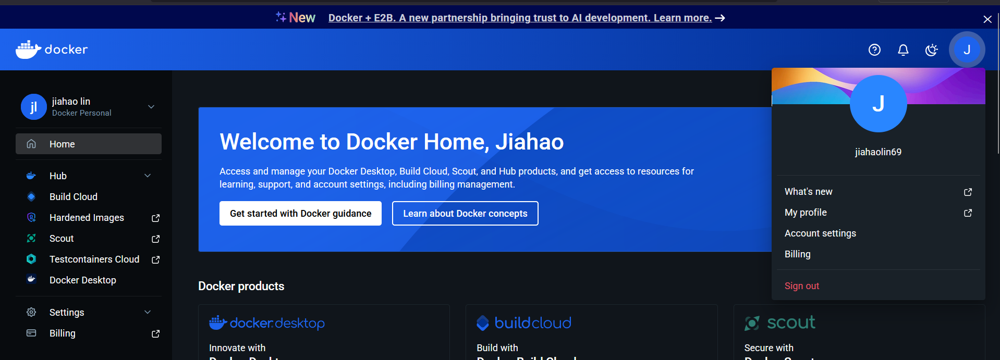 New Docker + E2B. A new partnership bringing trust to AI development. Learn more.
docker
J
jl
jiahao lin
Docker Personal
Home
Hub
Build Cloud
Hardened Images
Scout
Testcontainers Cloud
Docker Desktop
Settings
Billing
Welcome to Docker Home, Jiahao
Access and manage your Docker Desktop, Build Cloud, Scout, and Hub products, and get access to resources for
learning, support, and account settings, including billing management.
Get started with Docker guidance
Learn about Docker concepts
J
jiahaolin69
What's new
My profile
Account settings
Billing
Sign out
Docker products
docker.desktop
Innovate with
buildcloud
Build with
scout
Secure with